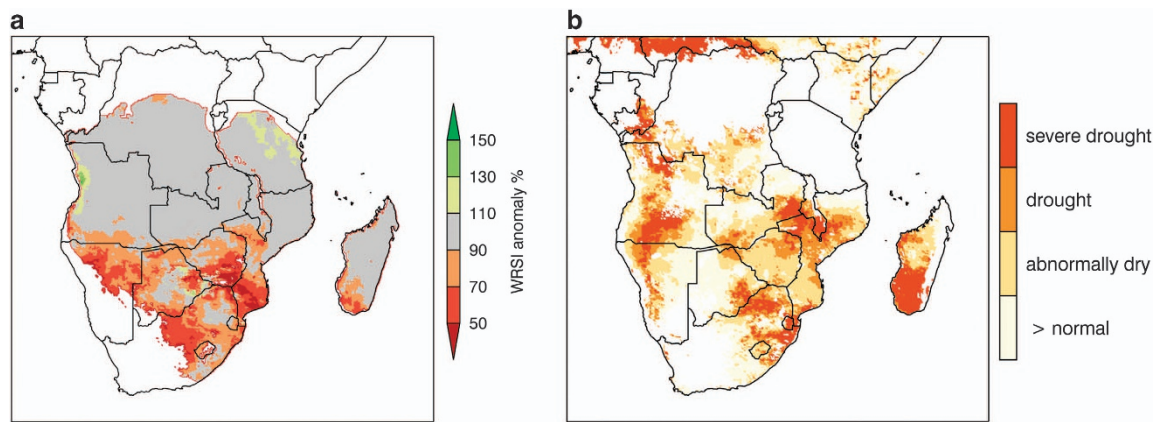 a
150
130
110
90
70
50
WRSI anomaly %
b
severe drought
drought
abnormally dry
> normal